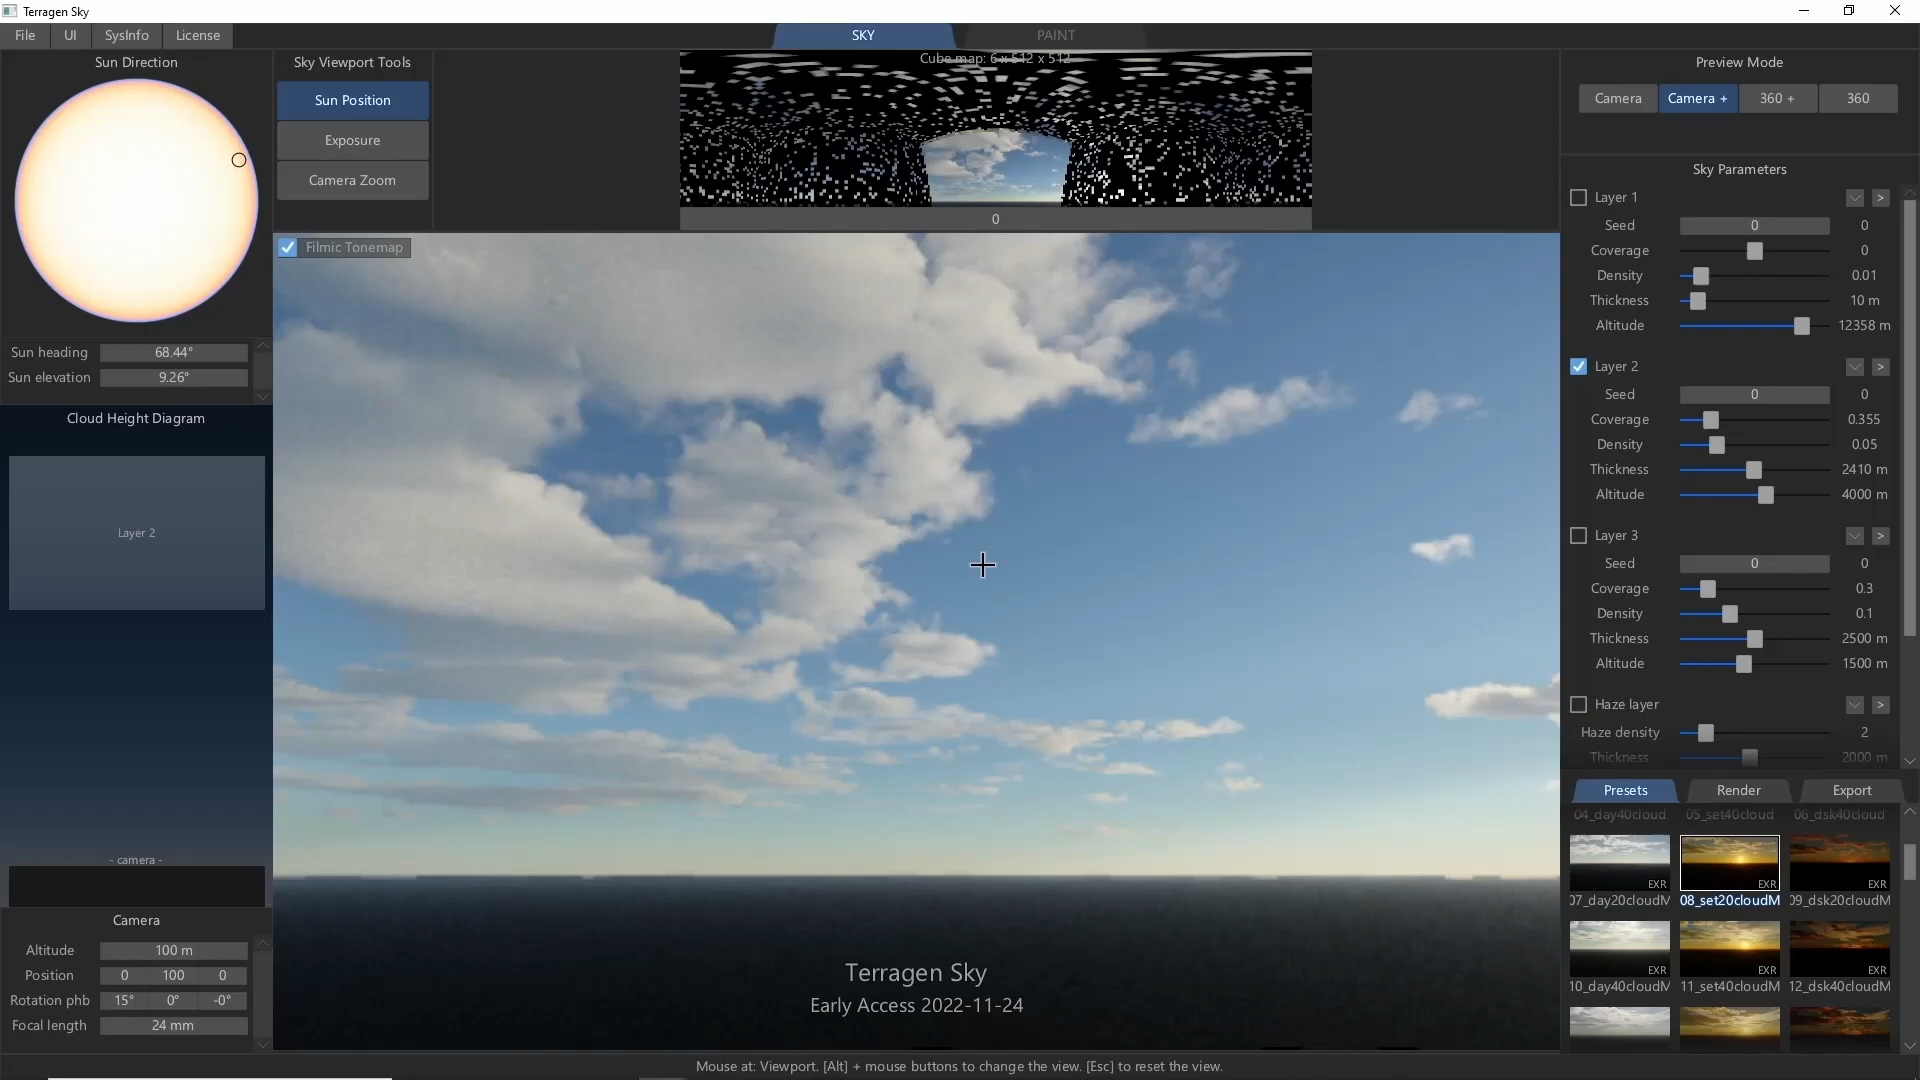 Terragen Sky
File UI SysInfo License
SKY PAINT
Sun Direction
Sun heading 68.44°
Sun elevation 9.26°
Cloud Height Diagram
Layer 2
- camera -
Camera
Altitude 100 m
Position 0 100 0
Rotation phb 15° 0° -0°
Focal length 24 mm
Sky Viewport Tools
Sun Position
Exposure
Camera Zoom
Cube map: 6 x 512 x 512
0
Filmic Tonemap
Terragen Sky
Early Access 2022-11-24
Preview Mode
Camera Camera + 360 + 360
Sky Parameters
Layer 1 >
Seed 0 0
Coverage 0
Density 0.01
Thickness 10 m
Altitude 12358 m
Layer 2 >
Seed 0 0
Coverage 0.355
Density 0.05
Thickness 2410 m
Altitude 4000 m
Layer 3 >
Seed 0 0
Coverage 0.3
Density 0.1
Thickness 2500 m
Altitude 1500 m
Haze layer >
Haze density 2
Thickness 2000 m
Presets Render Export
04_day40cloud 05_set40cloud 06_dsk40cloud
EXR EXR EXR
07_day20cloudM 08_set20cloudM 09_dsk20cloudM
EXR EXR EXR
10_day40cloudM 11_set40cloudM 12_dsk40cloudM
Mouse at: Viewport. [Alt] + mouse buttons to change the view. [Esc] to reset the view.